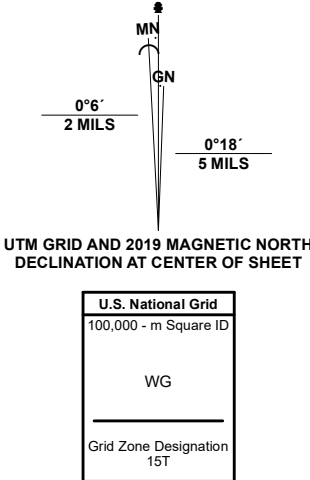 MN
GN
0°6´
2 MILS
0°18´
5 MILS
UTM GRID AND 2019 MAGNETIC NORTH
DECLINATION AT CENTER OF SHEET
U.S. National Grid
100,000 - m Square ID
WG
Grid Zone Designation
15T